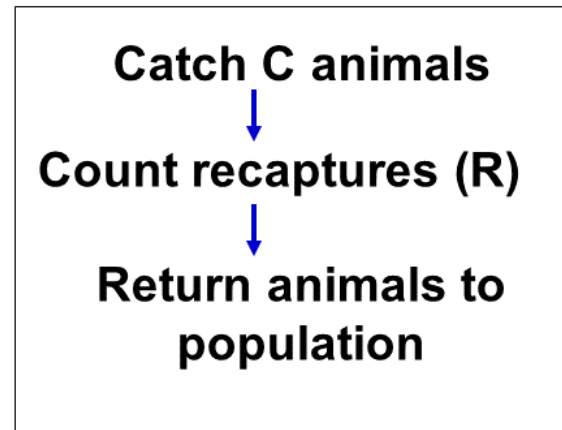 Catch C animals
Count recaptures (R)
Return animals to
population